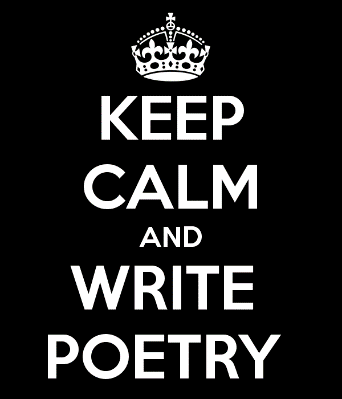 KEEP
CALM
AND
WRITE
POETRY